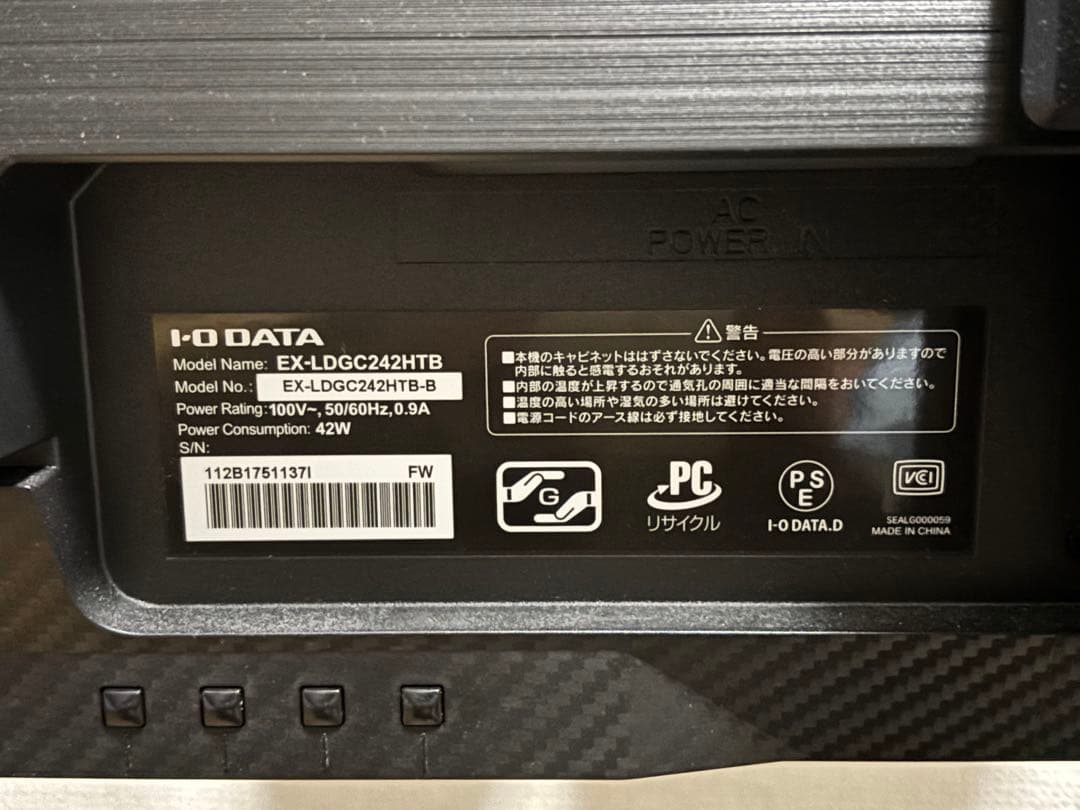 AC
POWER IN
I-O DATA
Model Name: EX-LDGC242HTB
Model No.: EX-LDGC242HTB-B
Power Rating:100V~, 50/60Hz,0.9A
Power Consumption: 42W
S/N:
112B1751137I FW
⚠警告
■本機のキャビネットははずさないでください。電圧の高い部分がありますので
内部に触ると感電するおそれがあります。
■内部の温度が上昇するので通気孔の周囲に適当な間隔をおいてください。
■温度の高い場所や湿気の多い場所は避けてください。
■電源コードのアース線は必ず接地してください。
G
PC
リサイクル
PS
E
I-O DATA.D
VCI
SEALG000059
MADE IN CHINA